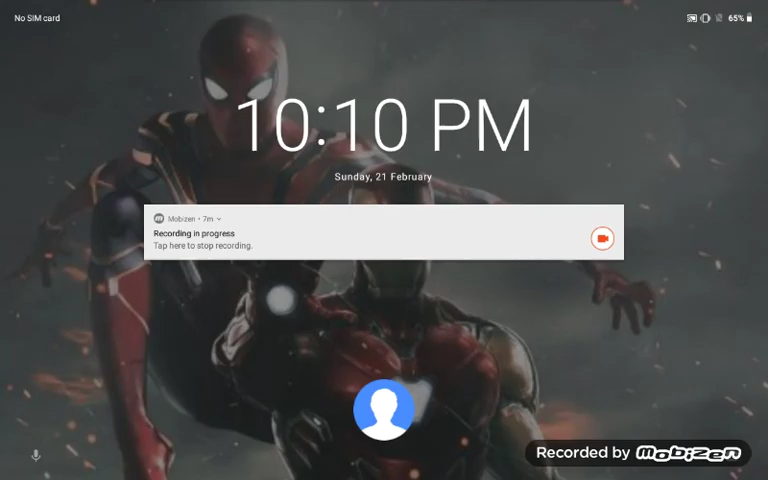 No SIM card
65%
10:10 PM
Sunday, 21 February
Mobizen • 7m
Recording in progress
Tap here to stop recording.
Recorded by Mobizen